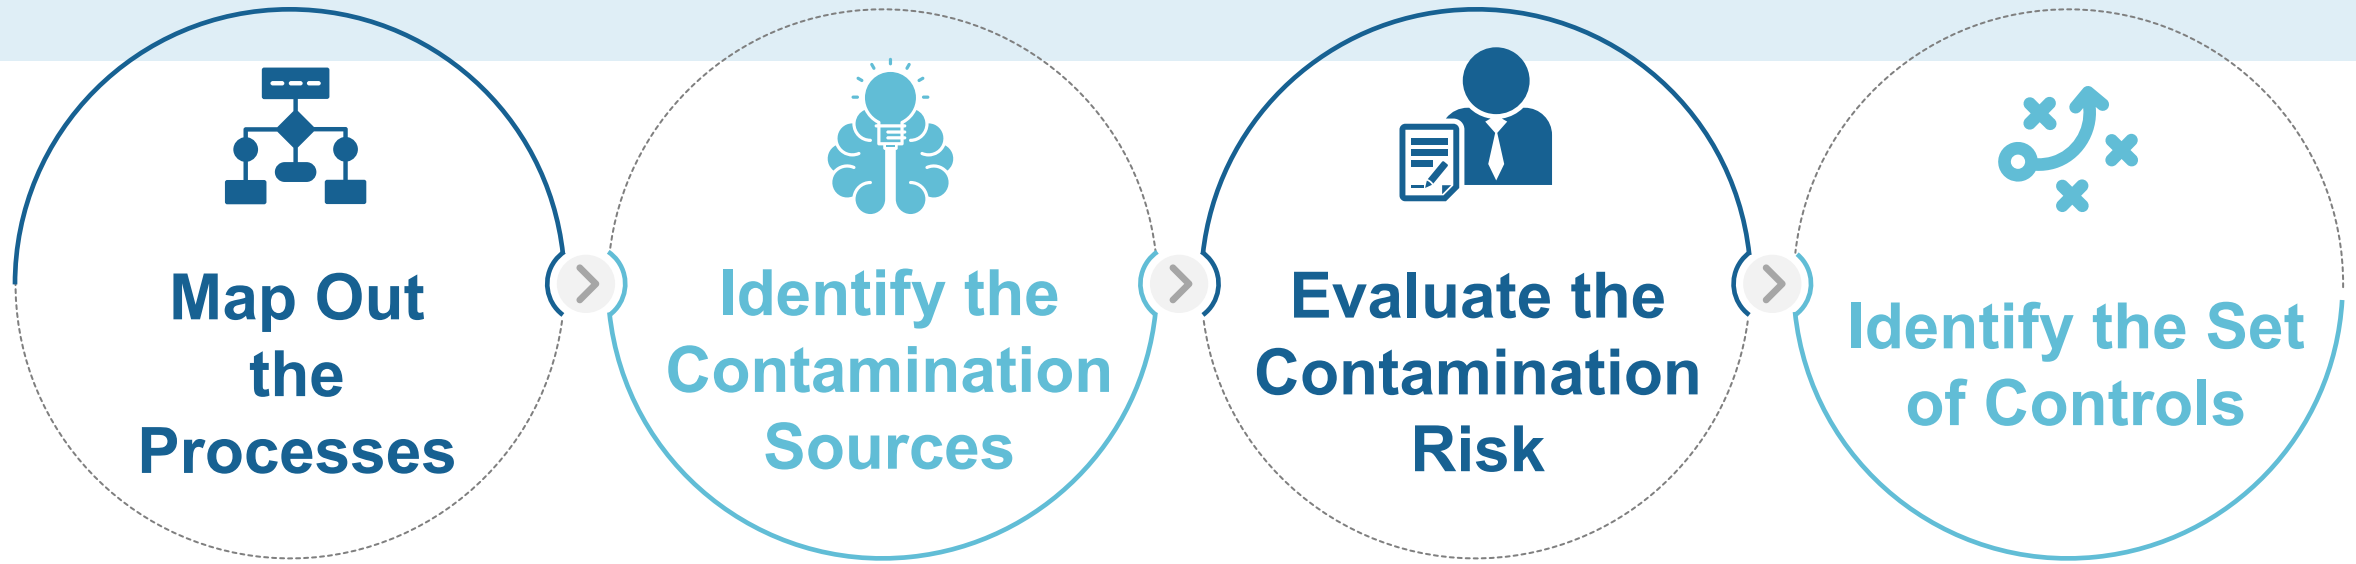 Map Out
the
Processes
Identify the
Contamination
Sources
Evaluate the
Contamination
Risk
Identify the Set
of Controls